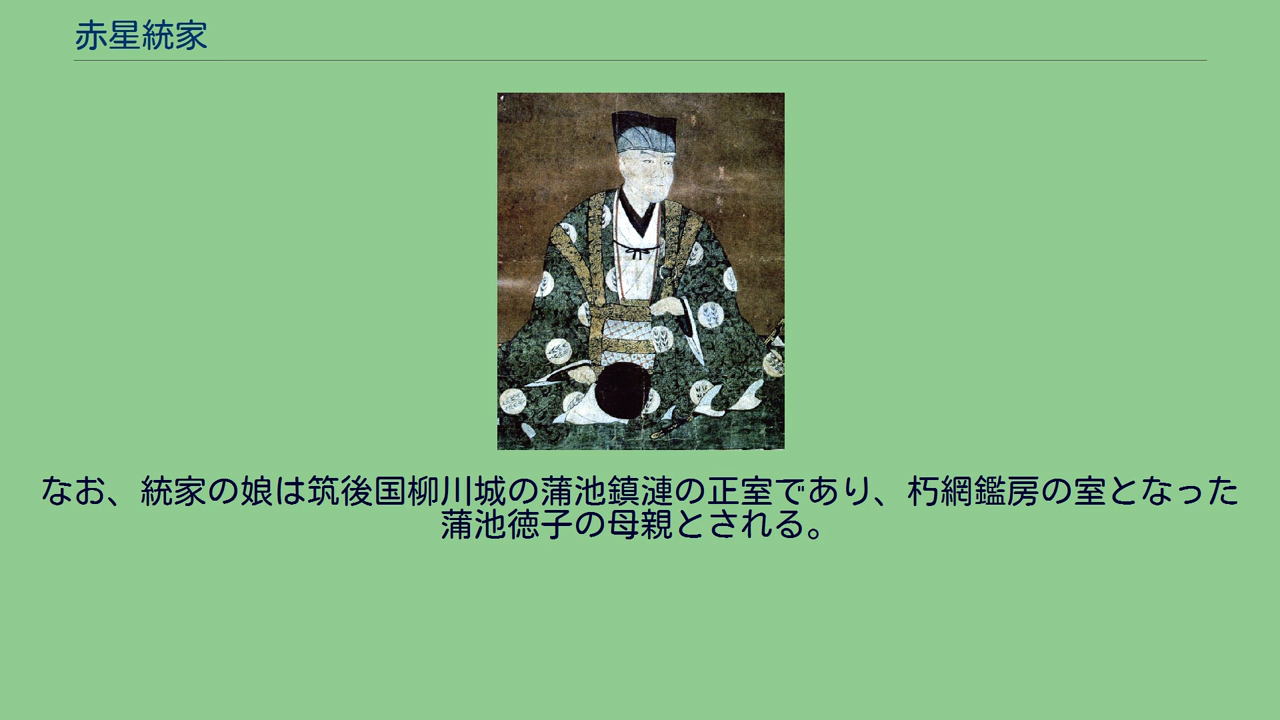 赤星統家
なお、統家の娘は筑後国柳川城の蒲池鎮漣の正室であり、朽網鑑房の室となった
蒲池徳子の母親とされる。